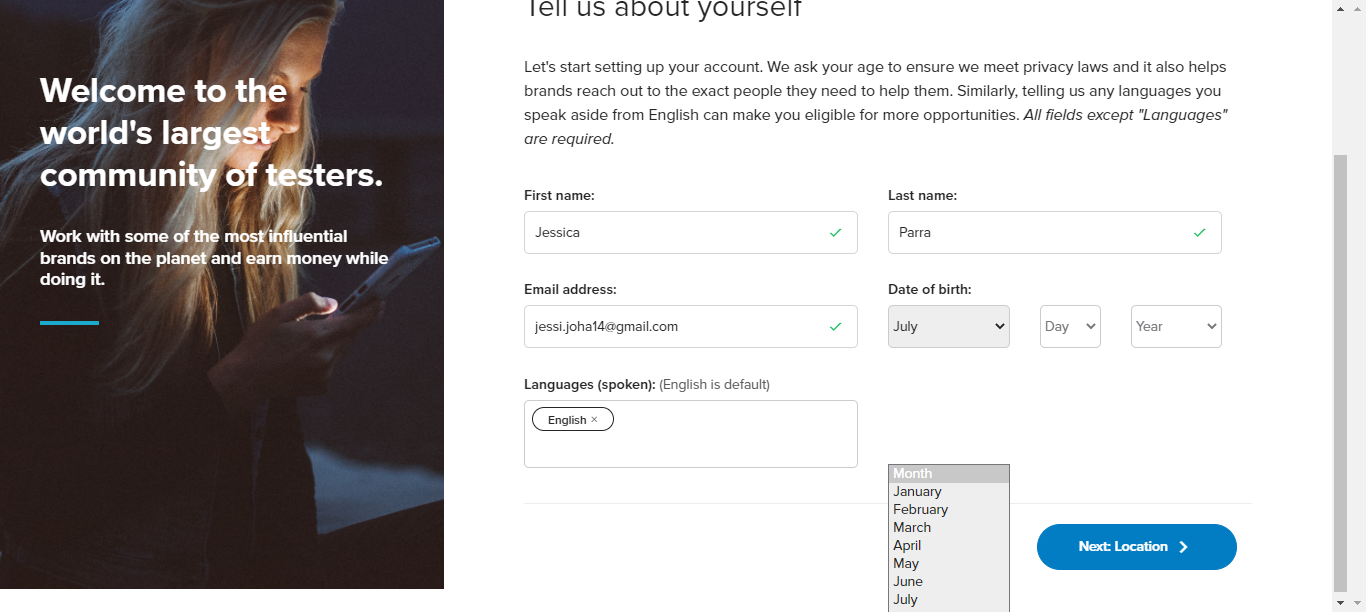 Welcome to the
world's largest
community of testers.
Work with some of the most influential
brands on the planet and earn money while
doing it.
Tell us about yourself
Let's start setting up your account. We ask your age to ensure we meet privacy laws and it also helps
brands reach out to the exact people they need to help them. Similarly, telling us any languages you
speak aside from English can make you eligible for more opportunities. All fields except "Languages"
are required.
First name:
Last name:
Jessica
Parra
Email address:
Date of birth:
jessi.joha14@gmail.com
July
Day
Year
Languages (spoken): (English is default)
English ×
Month
January
February
March
April
May
June
July
Next: Location